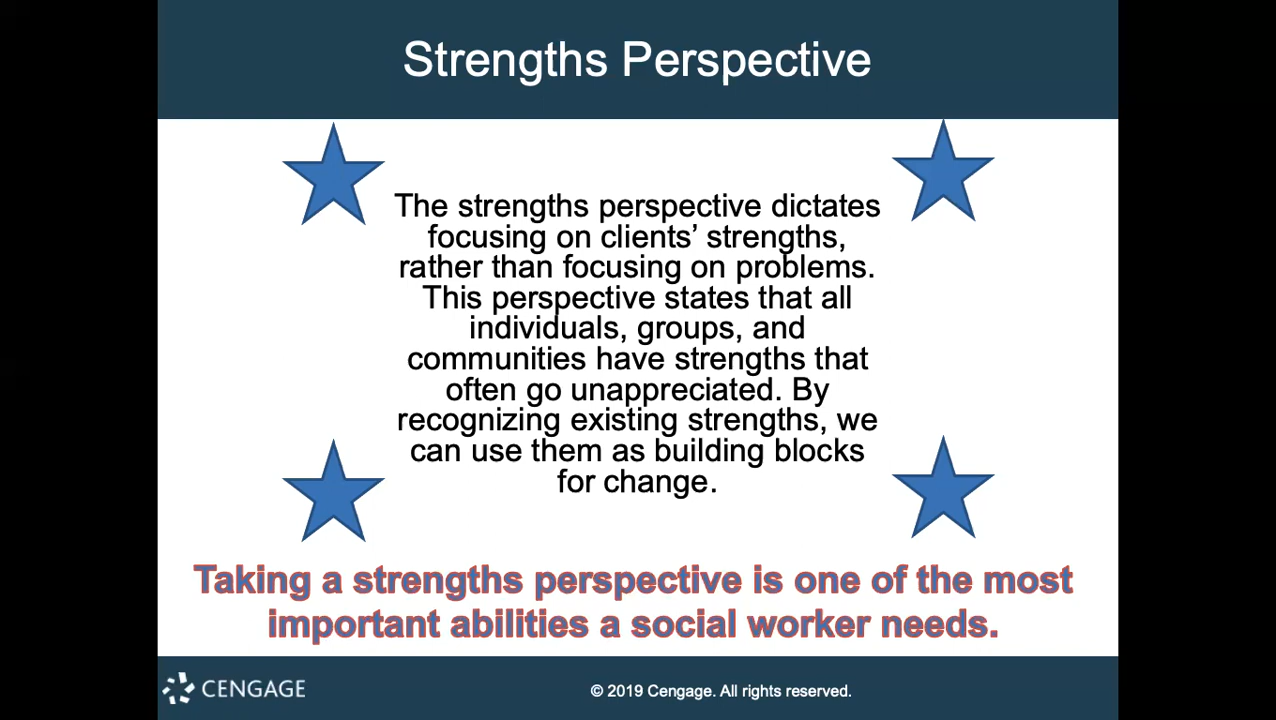 Strengths Perspective
The strengths perspective dictates
focusing on clients’ strengths,
rather than focusing on problems.
This perspective states that all
individuals, groups, and
communities have strengths that
often go unappreciated. By
recognizing existing strengths, we
can use them as building blocks
for change.
Taking a strengths perspective is one of the most
important abilities a social worker needs.
CENGAGE
© 2019 Cengage. All rights reserved.